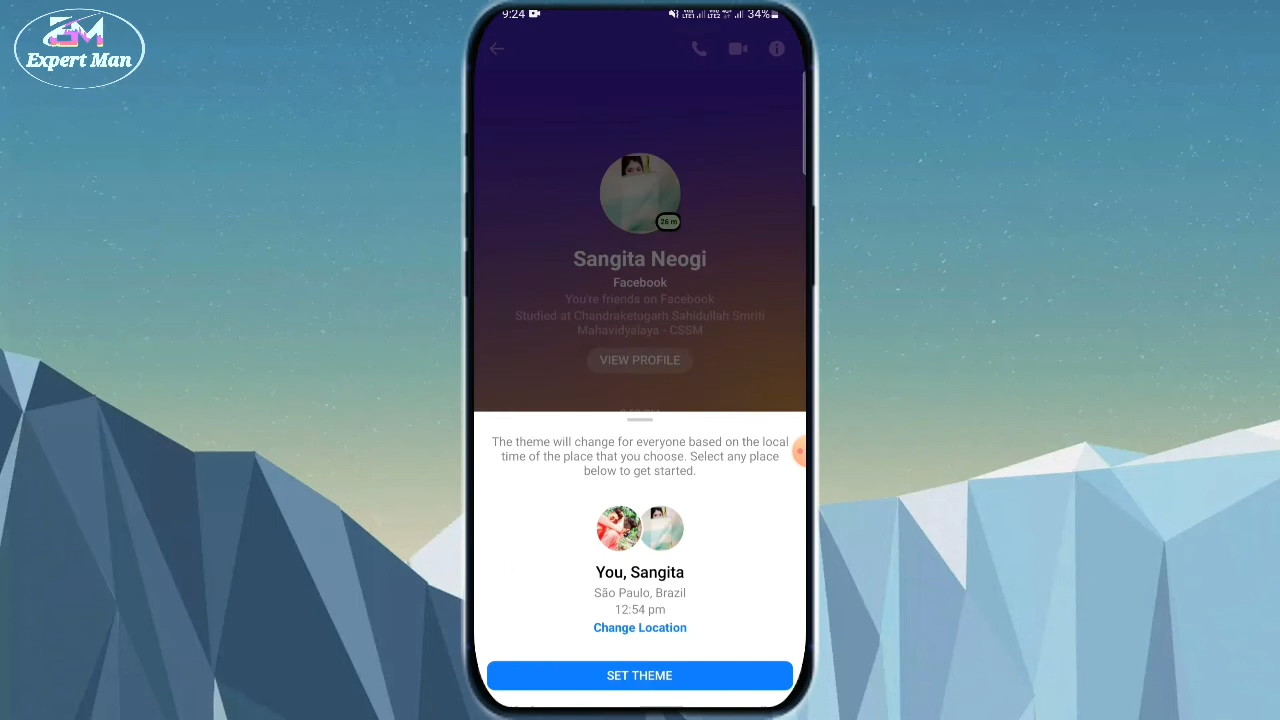 EM
Expert Man
9:24
34%
Sangita Neogi
26 m
Facebook
You're friends on Facebook
Studied at Chandraketugarh Sahidullah Smriti
Mahavidyalaya - CSSM
VIEW PROFILE
The theme will change for everyone based on the local
time of the place that you choose. Select any place
below to get started.
You, Sangita
São Paulo, Brazil
12:54 pm
Change Location
SET THEME